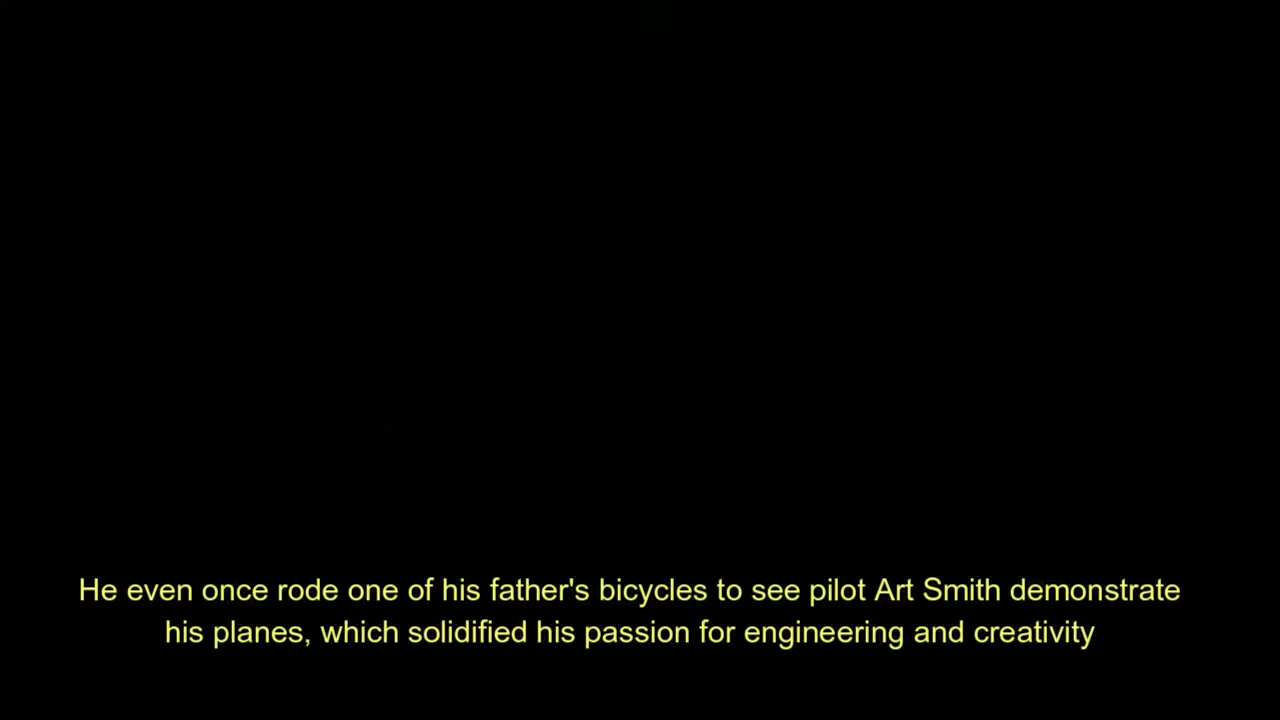 He even once rode one of his father's bicycles to see pilot Art Smith demonstrate
his planes, which solidified his passion for engineering and creativity